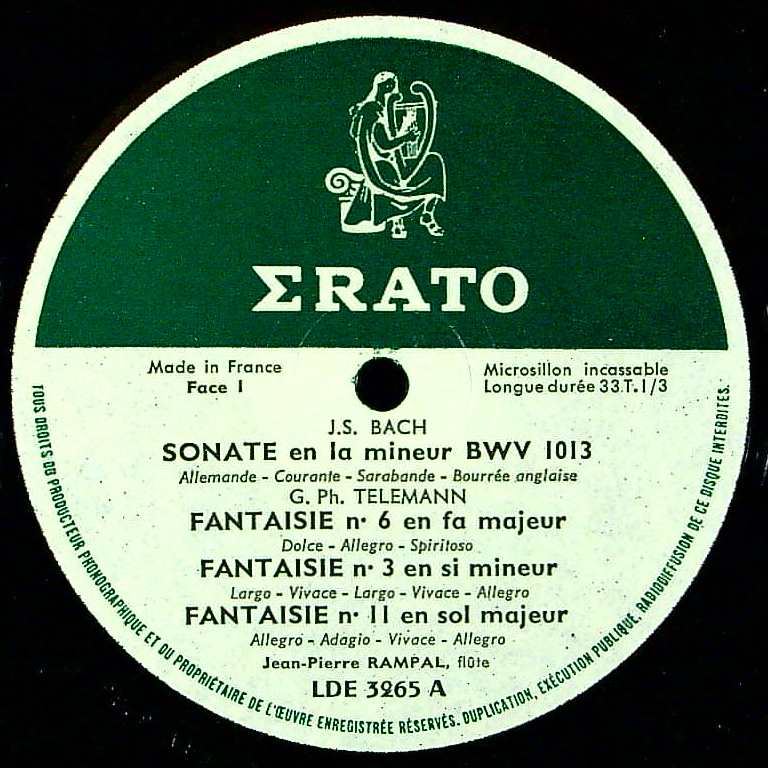 ΣRATO
Made in France
Face 1
Microsillon incassable
Longue durée 33.T.1/3
J.S. BACH
SONATE en la mineur BWV 1013
Allemande - Courante - Sarabande - Bourrée anglaise
G. Ph. TELEMANN
FANTAISIE n· 6 en fa majeur
Dolce - Allegro - Spiritoso
FANTAISIE n· 3 en si mineur
Largo - Vivace - Largo - Vivace - Allegro
FANTAISIE n· 11 en sol majeur
Allegro - Adagio - Vivace - Allegro
Jean-Pierre RAMPAL, flûte
LDE 3265 A
TOUS DROITS DU PRODUCTEUR PHONOGRAPHIQUE ET DU PROPRIÉTAIRE DE L'ŒUVRE ENREGISTRÉE RÉSERVÉS. DUPLICATION, EXÉCUTION PUBLIQUE, RADIODIFFUSION DE CE DISQUE INTERDITES.